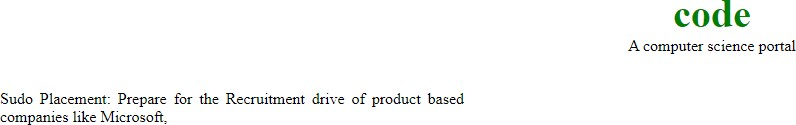 code
A computer science portal
Sudo Placement: Prepare for the Recruitment drive of product based
companies like Microsoft,